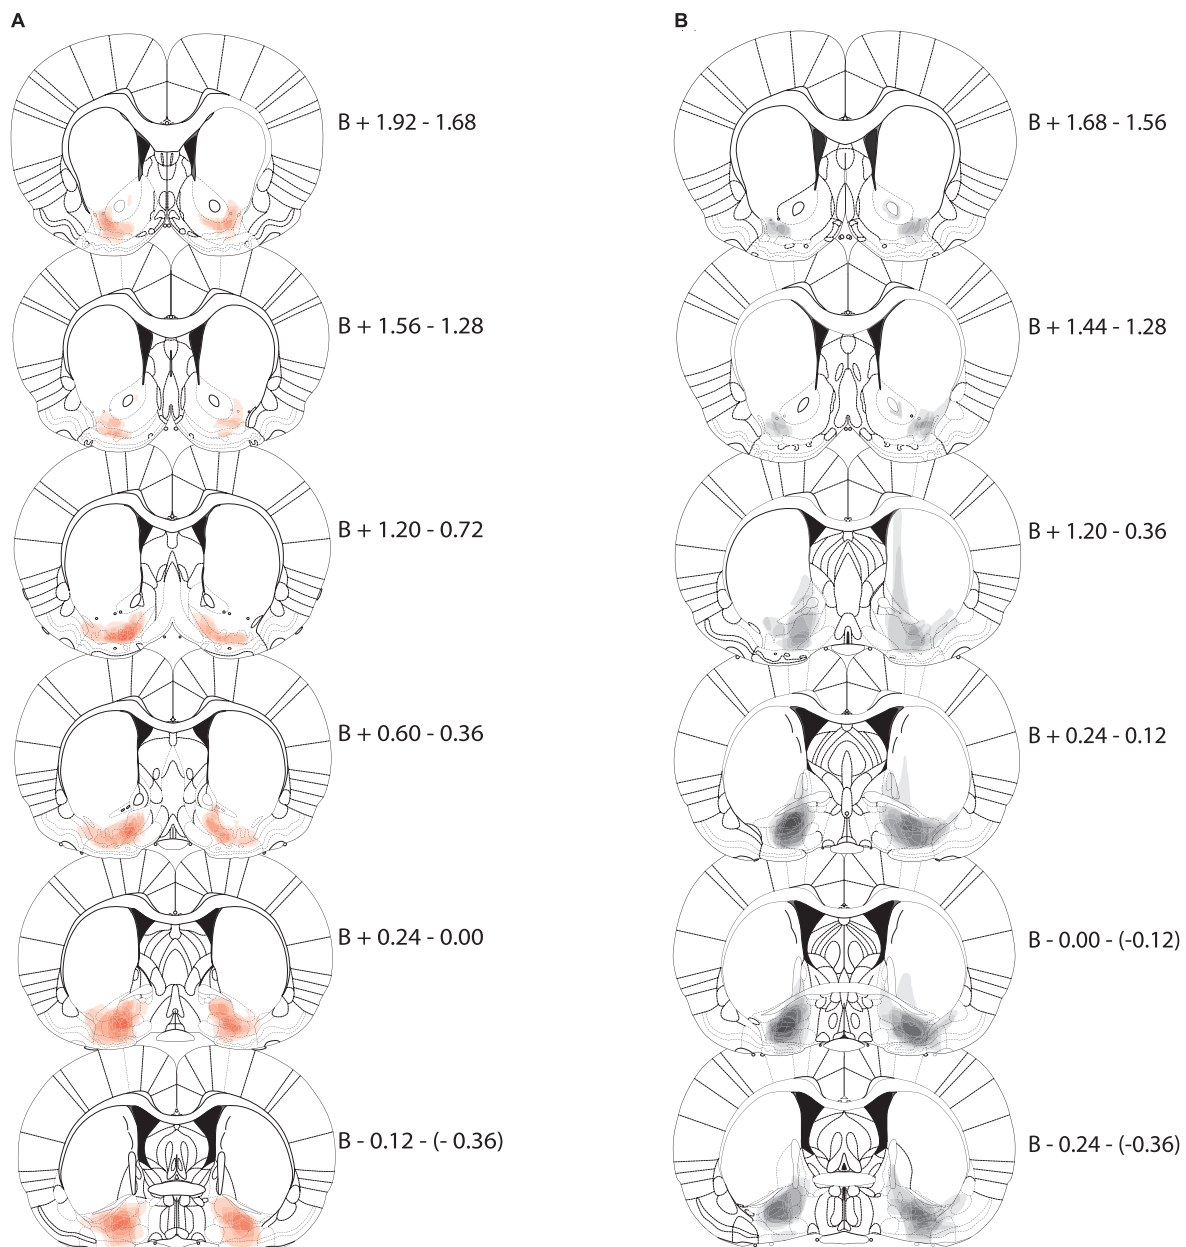 A
B + 1.92 - 1.68
B + 1.56 - 1.28
B + 1.20 - 0.72
B + 0.60 - 0.36
B + 0.24 - 0.00
B - 0.12 - (- 0.36)
B
B + 1.68 - 1.56
B + 1.44 - 1.28
B + 1.20 - 0.36
B + 0.24 - 0.12
B - 0.00 - (-0.12)
B - 0.24 - (-0.36)